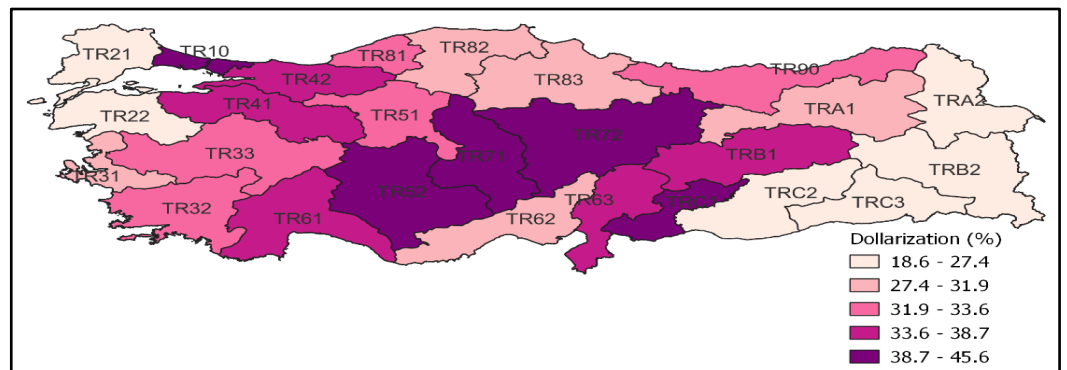 TR82
TR10
TR21
TR81
TR90
TR42
TR83
TRA2
TR41
TRA1
TR22
TR51
TR72
TR33
TR71
TRB1
TRB2
TR31
TR52
TRC1
TRC2
TR63
TRC3
TR32
TR61
TR62
Dollarization (%)
18.6 - 27.4
27.4 - 31.9
31.9 - 33.6
33.6 - 38.7
38.7 - 45.6